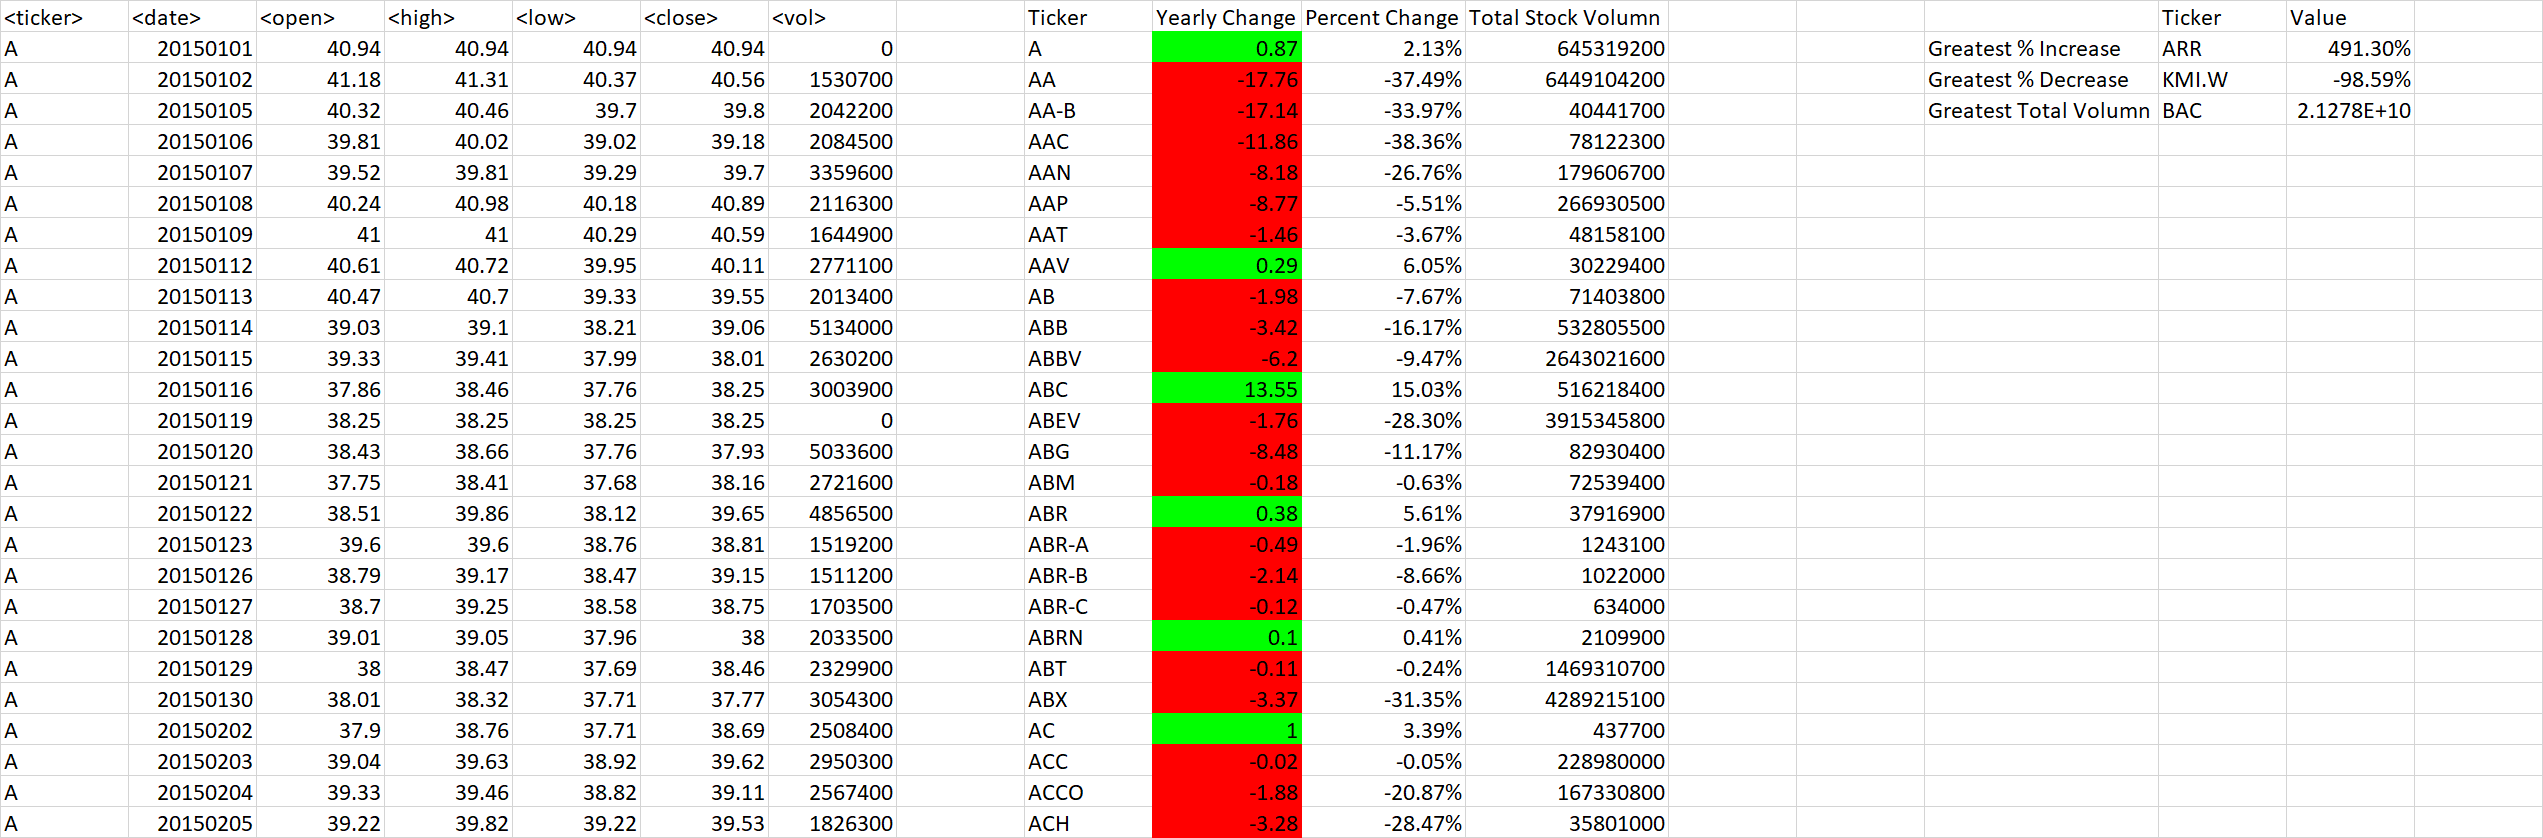 <ticker> <date> <open> <high> <low> <close> <vol> Ticker Yearly Change Percent Change Total Stock Volumn Ticker Value
A 20150101 40.94 40.94 40.94 40.94 0 A 0.87 2.13% 645319200 Greatest % Increase ARR 491.30%
A 20150102 41.18 41.31 40.37 40.56 1530700 AA -17.76 -37.49% 6449104200 Greatest % Decrease KMI.W -98.59%
A 20150105 40.32 40.46 39.7 39.8 2042200 AA-B -17.14 -33.97% 40441700 Greatest Total Volumn BAC 2.1278E+10
A 20150106 39.81 40.02 39.02 39.18 2084500 AAC -11.86 -38.36% 78122300
A 20150107 39.52 39.81 39.29 39.7 3359600 AAN -8.18 -26.76% 179606700
A 20150108 40.24 40.98 40.18 40.89 2116300 AAP -8.77 -5.51% 266930500
A 20150109 41 41 40.29 40.59 1644900 AAT -1.46 -3.67% 48158100
A 20150112 40.61 40.72 39.95 40.11 2771100 AAV 0.29 6.05% 30229400
A 20150113 40.47 40.7 39.33 39.55 2013400 AB -1.98 -7.67% 71403800
A 20150114 39.03 39.1 38.21 39.06 5134000 ABB -3.42 -16.17% 532805500
A 20150115 39.33 39.41 37.99 38.01 2630200 ABBV -6.2 -9.47% 2643021600
A 20150116 37.86 38.46 37.76 38.25 3003900 ABC 13.55 15.03% 516218400
A 20150119 38.25 38.25 38.25 38.25 0 ABEV -1.76 -28.30% 3915345800
A 20150120 38.43 38.66 37.76 37.93 5033600 ABG -8.48 -11.17% 82930400
A 20150121 37.75 38.41 37.68 38.16 2721600 ABM -0.18 -0.63% 72539400
A 20150122 38.51 39.86 38.12 39.65 4856500 ABR 0.38 5.61% 37916900
A 20150123 39.6 39.6 38.76 38.81 1519200 ABR-A -0.49 -1.96% 1243100
A 20150126 38.79 39.17 38.47 39.15 1511200 ABR-B -2.14 -8.66% 1022000
A 20150127 38.7 39.25 38.58 38.75 1703500 ABR-C -0.12 -0.47% 634000
A 20150128 39.01 39.05 37.96 38 2033500 ABRN 0.1 0.41% 2109900
A 20150129 38 38.47 37.69 38.46 2329900 ABT -0.11 -0.24% 1469310700
A 20150130 38.01 38.32 37.71 37.77 3054300 ABX -3.37 -31.35% 4289215100
A 20150202 37.9 38.76 37.71 38.69 2508400 AC 1 3.39% 437700
A 20150203 39.04 39.63 38.92 39.62 2950300 ACC -0.02 -0.05% 228980000
A 20150204 39.33 39.46 38.82 39.11 2567400 ACCO -1.88 -20.87% 167330800
A 20150205 39.22 39.82 39.22 39.53 1826300 ACH -3.28 -28.47% 35801000